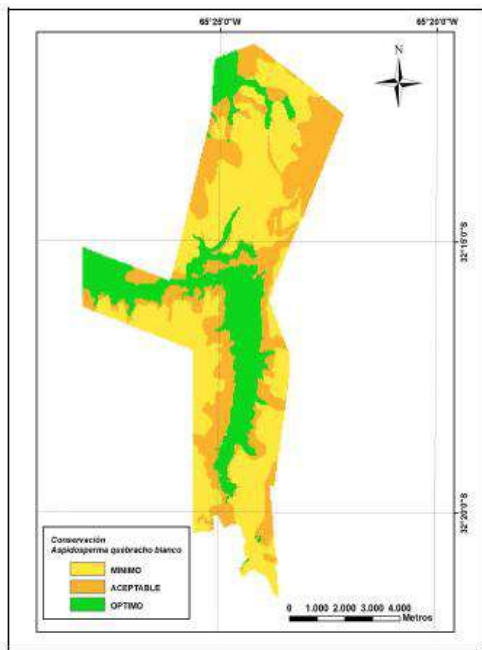 65°25'0"W 65°20'0"W
N
32°15'0"S
32°20'0"S
Conservación
Aspidosperma quebracho blanco
MINIMO
ACEPTABLE
OPTIMO
0 1.000 2.000 3.000 4.000
Metros